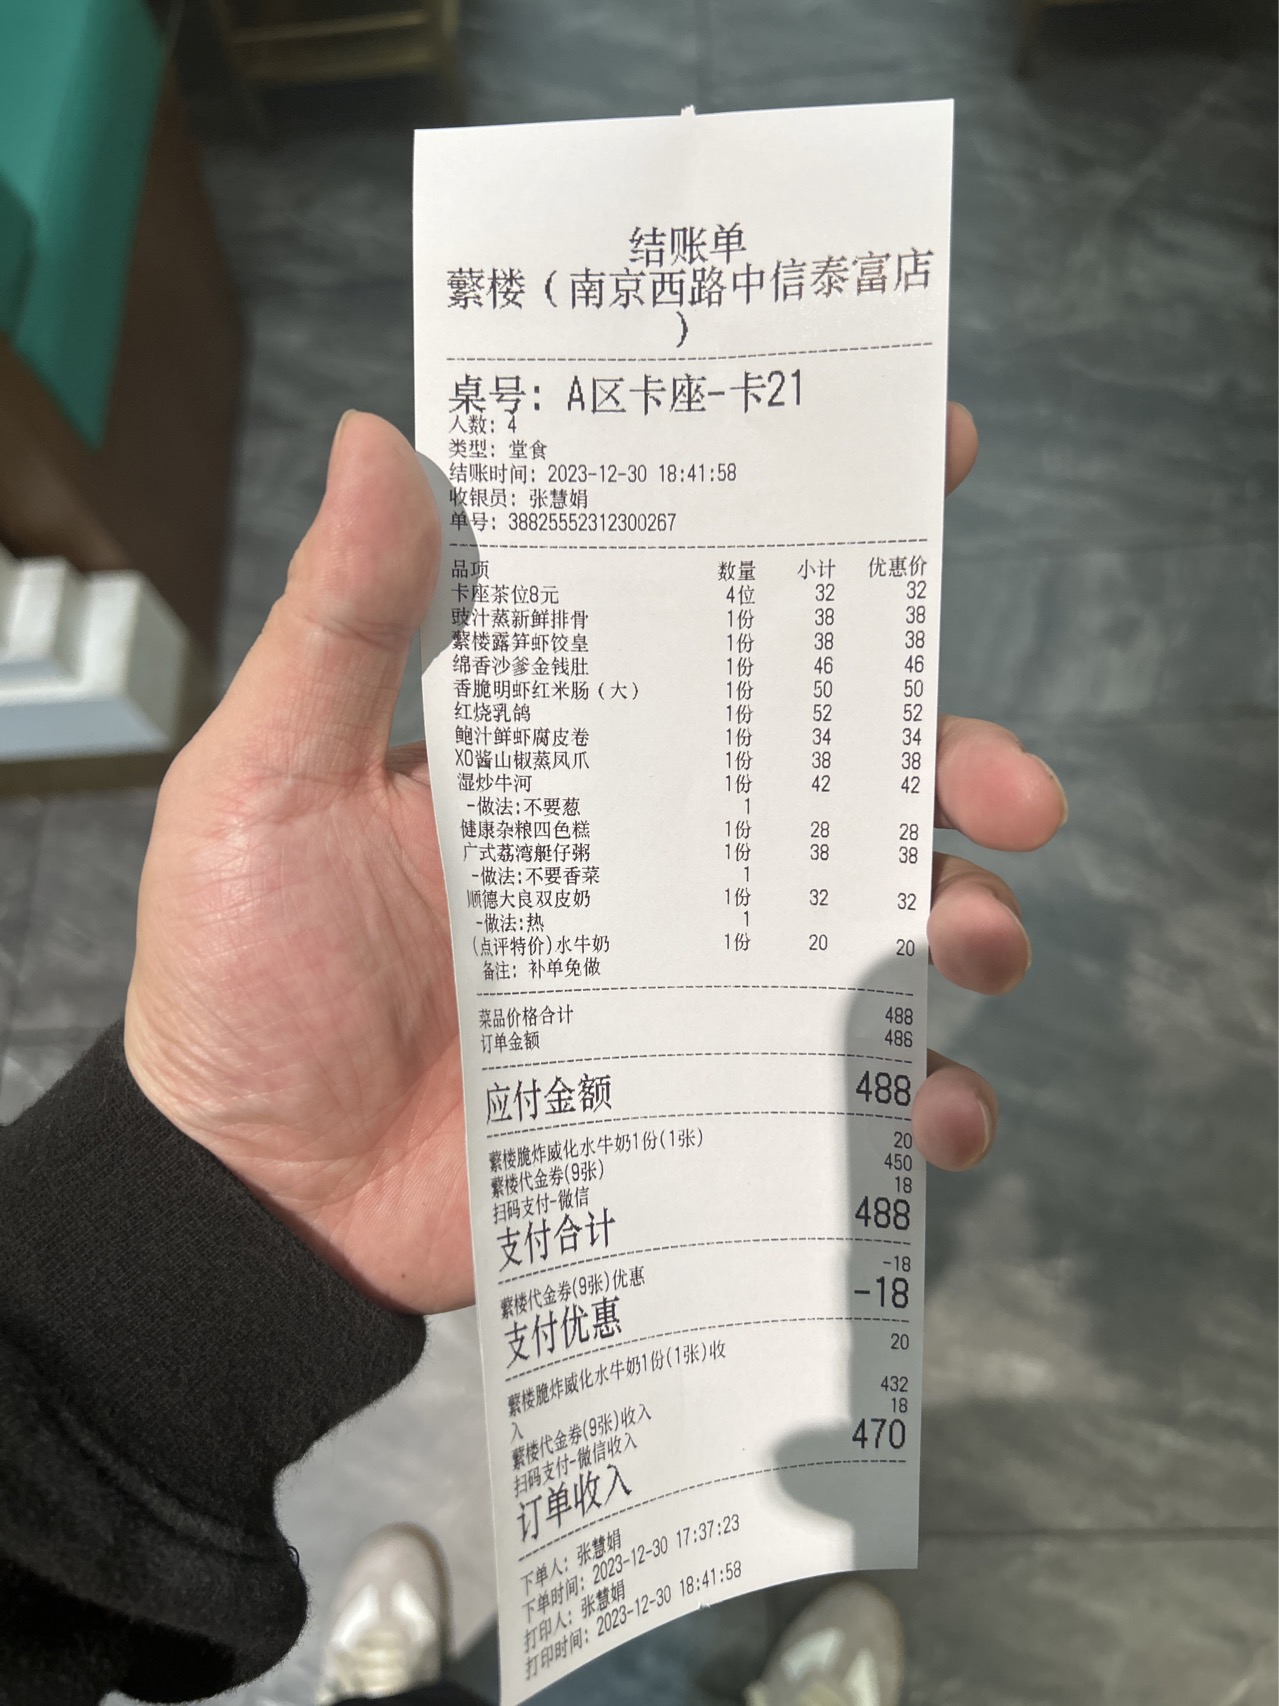 结账单
蘩楼（南京西路中信泰富店
）
桌号: A区卡座-卡21
人数: 4
类型: 堂食
结账时间: 2023-12-30 18:41:58
收银员: 张慧娟
单号: 38825552312300267
品项 数量 小计 优惠价
卡座茶位8元 4位 32 32
豉汁蒸新鲜排骨 1份 38 38
蘩楼露笋虾饺皇 1份 38 38
绵香沙爹金钱肚 1份 46 46
香脆明虾红米肠（大） 1份 50 50
红烧乳鸽 1份 52 52
鲍汁鲜虾腐皮卷 1份 34 34
XO酱山椒蒸凤爪 1份 38 38
湿炒牛河 1份 42 42
-做法:不要葱 1
健康杂粮四色糕 1份 28 28
广式荔湾艇仔粥 1份 38 38
-做法:不要香菜 1
顺德大良双皮奶 1份 32 32
-做法:热 1
(点评特价)水牛奶 1份 20 20
备注: 补单免做
菜品价格合计 488
订单金额 486
应付金额 488
蘩楼脆炸威化水牛奶1份(1张) 20
蘩楼代金券(9张) 450
扫码支付-微信 18
支付合计 488
蘩楼代金券(9张)优惠 -18
支付优惠 -18
蘩楼脆炸威化水牛奶1份(1张)收 20
入
蘩楼代金券(9张)收入 432
扫码支付-微信收入 18
订单收入 470
下单人: 张慧娟
下单时间: 2023-12-30 17:37:23
打印人: 张慧娟
打印时间: 2023-12-30 18:41:58